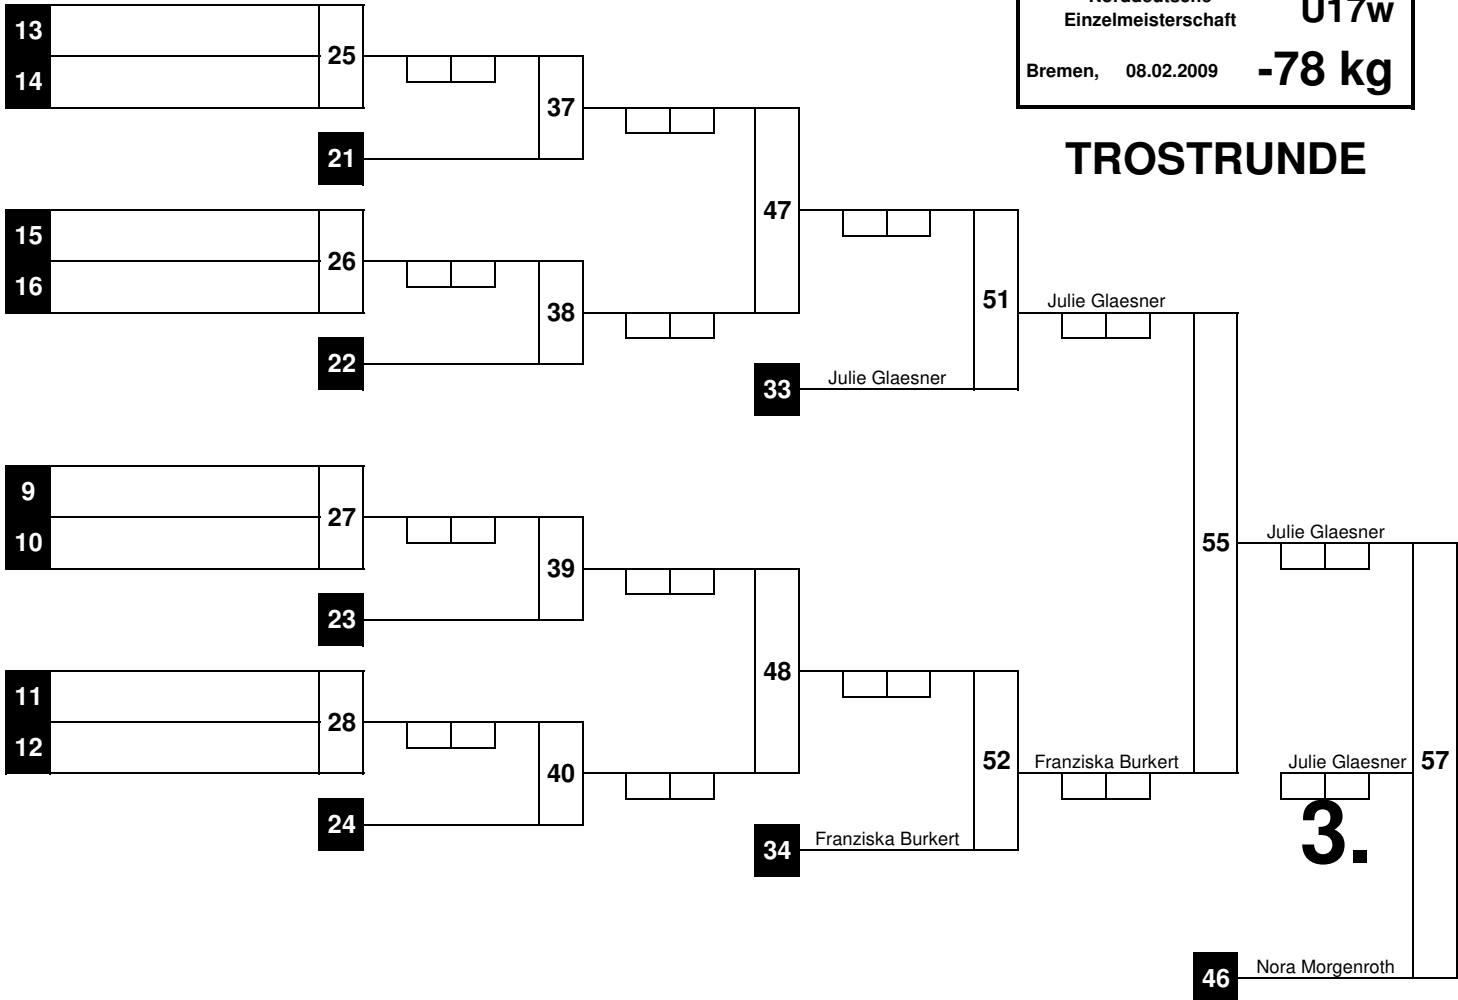 Norddeutsche
Einzelmeisterschaft
U17w
Bremen, 08.02.2009
-78 kg
TROSTRUNDE
13
25
14
37
21
47
15
26
16
38
22
51
Julie Glaesner
33
Julie Glaesner
9
27
10
39
23
55
Julie Glaesner
48
11
28
12
40
24
52
Franziska Burkert
34
Franziska Burkert
Julie Glaesner
57
3.
46
Nora Morgenroth